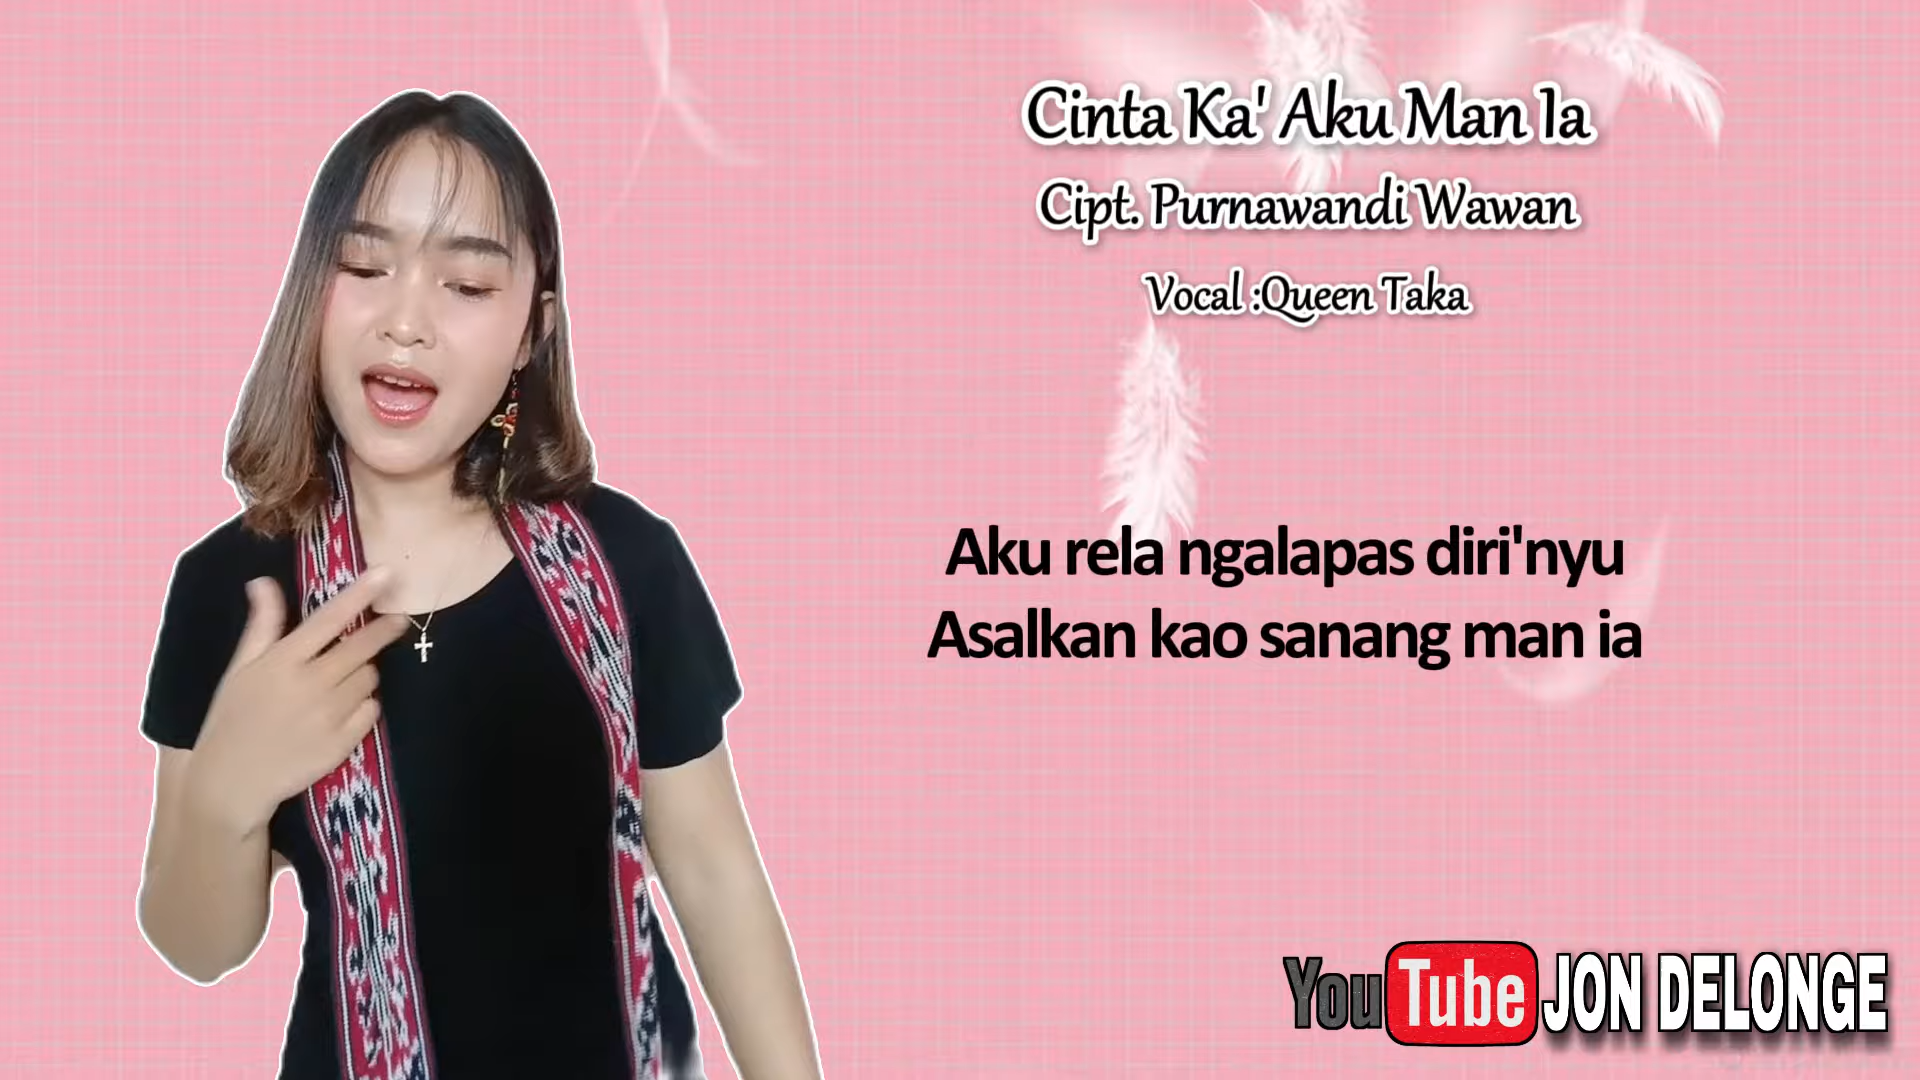 Cinta Ka' Aku Man Ia
Cipt. Purnawandi Wawan
Vocal :Queen Taka
Aku rela ngalapas diri'nyu
Asalkan kao sanang man ia
YouTube JON DELONGE